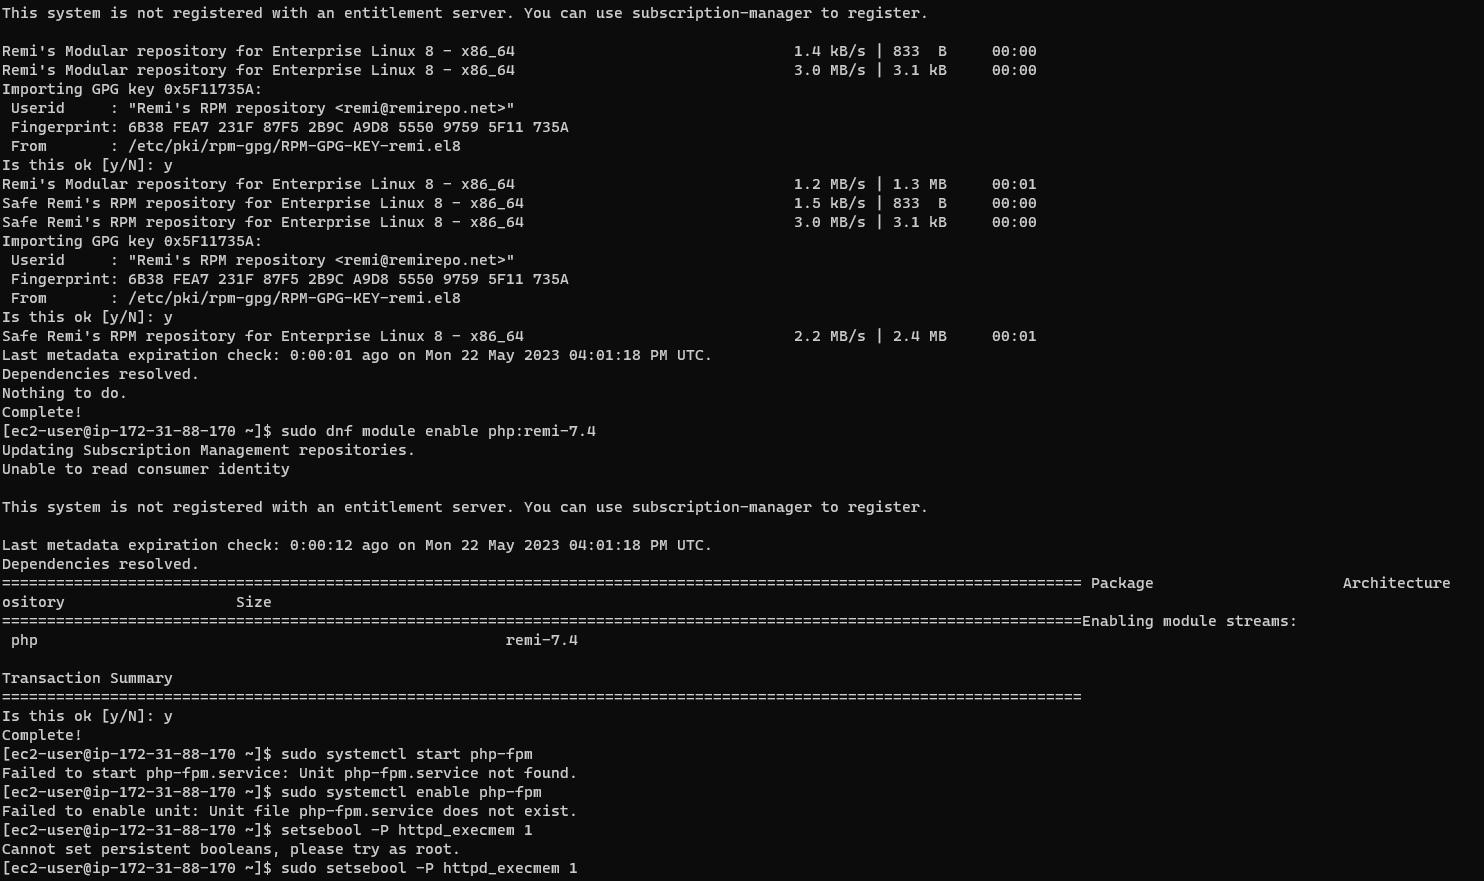 This system is not registered with an entitlement server. You can use subscription-manager to register.
Remi's Modular repository for Enterprise Linux 8 - x86_64 1.4 kB/s | 833 B 00:00
Remi's Modular repository for Enterprise Linux 8 - x86_64 3.0 MB/s | 3.1 kB 00:00
Importing GPG key 0x5F11735A:
Userid : "Remi's RPM repository <remi@remirepo.net>"
Fingerprint: 6B38 FEA7 231F 87F5 2B9C A9D8 5550 9759 5F11 735A
From : /etc/pki/rpm-gpg/RPM-GPG-KEY-remi.el8
Is this ok [y/N]: y
Remi's Modular repository for Enterprise Linux 8 - x86_64 1.2 MB/s | 1.3 MB 00:01
Safe Remi's RPM repository for Enterprise Linux 8 - x86_64 1.5 kB/s | 833 B 00:00
Safe Remi's RPM repository for Enterprise Linux 8 - x86_64 3.0 MB/s | 3.1 kB 00:00
Importing GPG key 0x5F11735A:
Userid : "Remi's RPM repository <remi@remirepo.net>"
Fingerprint: 6B38 FEA7 231F 87F5 2B9C A9D8 5550 9759 5F11 735A
From : /etc/pki/rpm-gpg/RPM-GPG-KEY-remi.el8
Is this ok [y/N]: y
Safe Remi's RPM repository for Enterprise Linux 8 - x86_64 2.2 MB/s | 2.4 MB 00:01
Last metadata expiration check: 0:00:01 ago on Mon 22 May 2023 04:01:18 PM UTC.
Dependencies resolved.
Nothing to do.
Complete!
[ec2-user@ip-172-31-88-170 ~]$ sudo dnf module enable php:remi-7.4
Updating Subscription Management repositories.
Unable to read consumer identity
This system is not registered with an entitlement server. You can use subscription-manager to register.
Last metadata expiration check: 0:00:12 ago on Mon 22 May 2023 04:01:18 PM UTC.
Dependencies resolved.
======================================================================================================================== Package Architecture
ository Size
========================================================================================================================Enabling module streams:
php remi-7.4
Transaction Summary
========================================================================================================================
Is this ok [y/N]: y
Complete!
[ec2-user@ip-172-31-88-170 ~]$ sudo systemctl start php-fpm
Failed to start php-fpm.service: Unit php-fpm.service not found.
[ec2-user@ip-172-31-88-170 ~]$ sudo systemctl enable php-fpm
Failed to enable unit: Unit file php-fpm.service does not exist.
[ec2-user@ip-172-31-88-170 ~]$ setsebool -P httpd_execmem 1
Cannot set persistent booleans, please try as root.
[ec2-user@ip-172-31-88-170 ~]$ sudo setsebool -P httpd_execmem 1